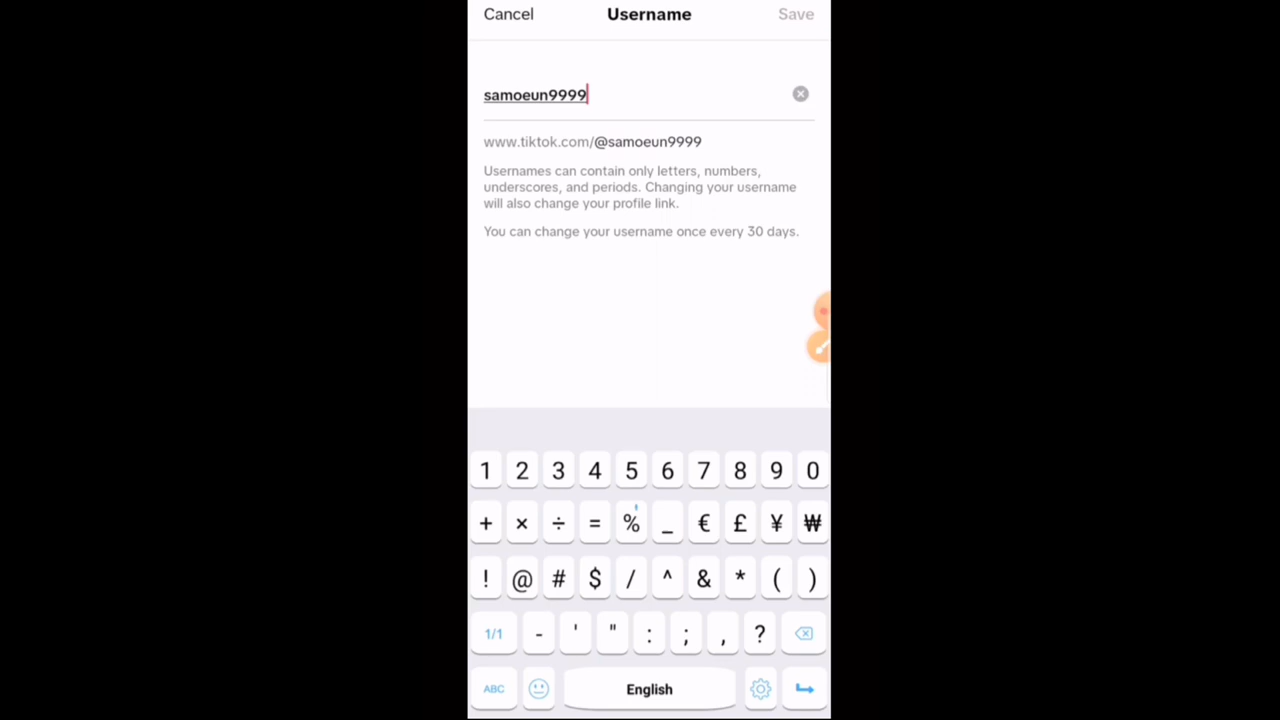 Cancel Username Save
samoeun9999
www.tiktok.com/@samoeun9999
Usernames can contain only letters, numbers,
underscores, and periods. Changing your username
will also change your profile link.
You can change your username once every 30 days.
1 2 3 4 5 6 7 8 9 0
+ × ÷ = % _ € £ ¥ ₩
! @ # $ / ^ & * ( )
1/1 - ' " : ; , ?
ABC English